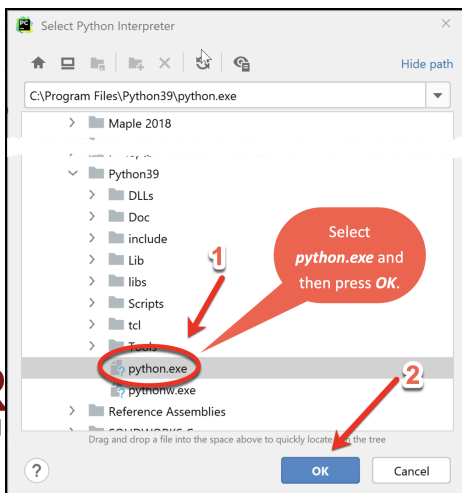 Select Python Interpreter
Hide path
C:\Program Files\Python39\python.exe
Maple 2018
Python39
DLLs
Doc
include
Lib
libs
Scripts
tcl
Tools
python.exe
pythonw.exe
Reference Assemblies
1
Select
python.exe and
then press OK.
2
Drag and drop a file into the space above to quickly locate in the tree
?
OK
Cancel